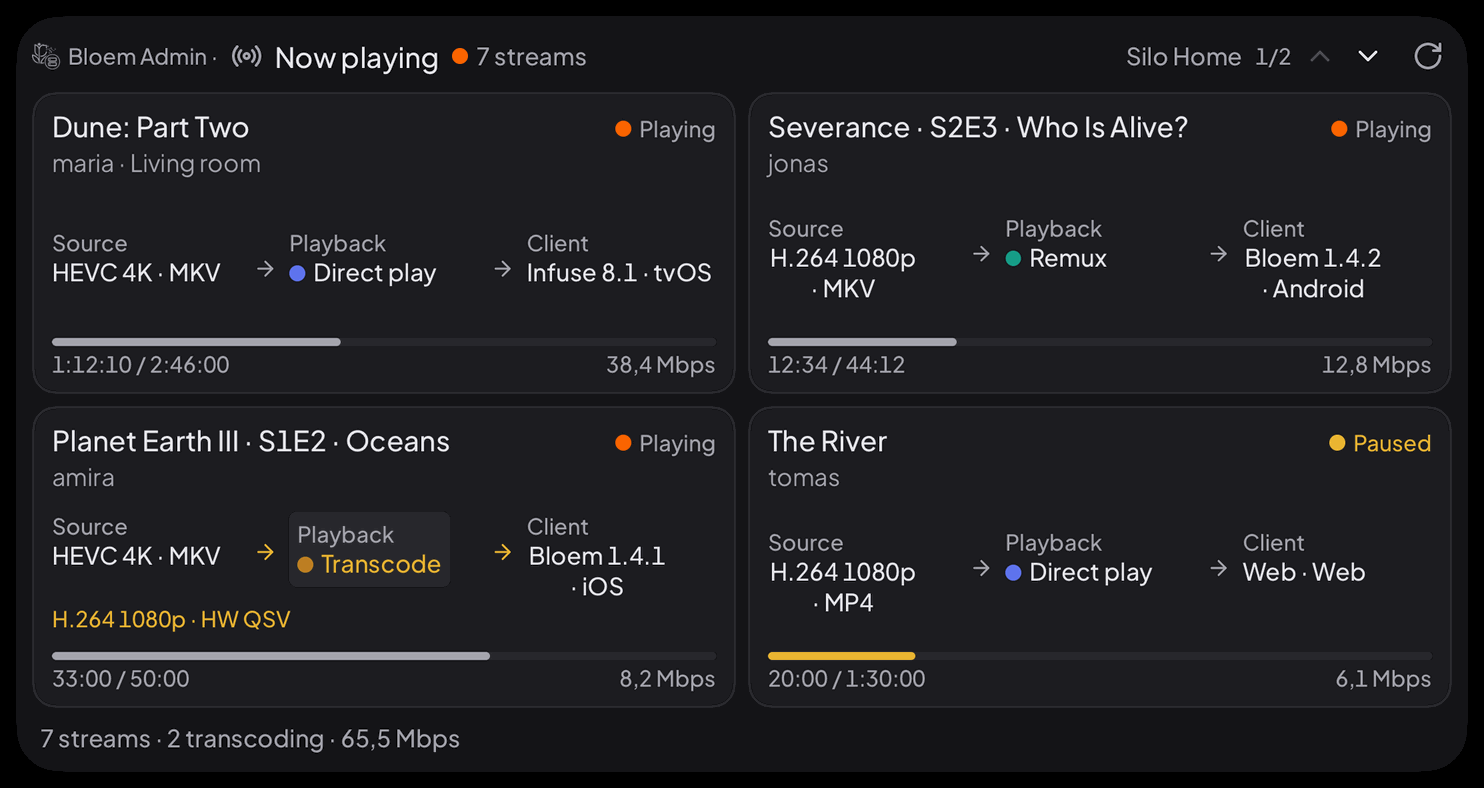 Bloem Admin · Now playing 7 streams
Silo Home 1/2
Dune: Part Two
Playing
maria · Living room
Source
HEVC 4K · MKV
→
Playback
Direct play
→
Client
Infuse 8.1 · tvOS
1:12:10 / 2:46:00
38,4 Mbps
Severance · S2E3 · Who Is Alive?
Playing
jonas
Source
H.264 1080p
· MKV
→
Playback
Remux
→
Client
Bloem 1.4.2
· Android
12:34 / 44:12
12,8 Mbps
Planet Earth III · S1E2 · Oceans
Playing
amira
Source
HEVC 4K · MKV
→
Playback
Transcode
→
Client
Bloem 1.4.1
· iOS
H.264 1080p · HW QSV
33:00 / 50:00
8,2 Mbps
The River
Paused
tomas
Source
H.264 1080p
· MP4
→
Playback
Direct play
→
Client
Web · Web
20:00 / 1:30:00
6,1 Mbps
7 streams · 2 transcoding · 65,5 Mbps